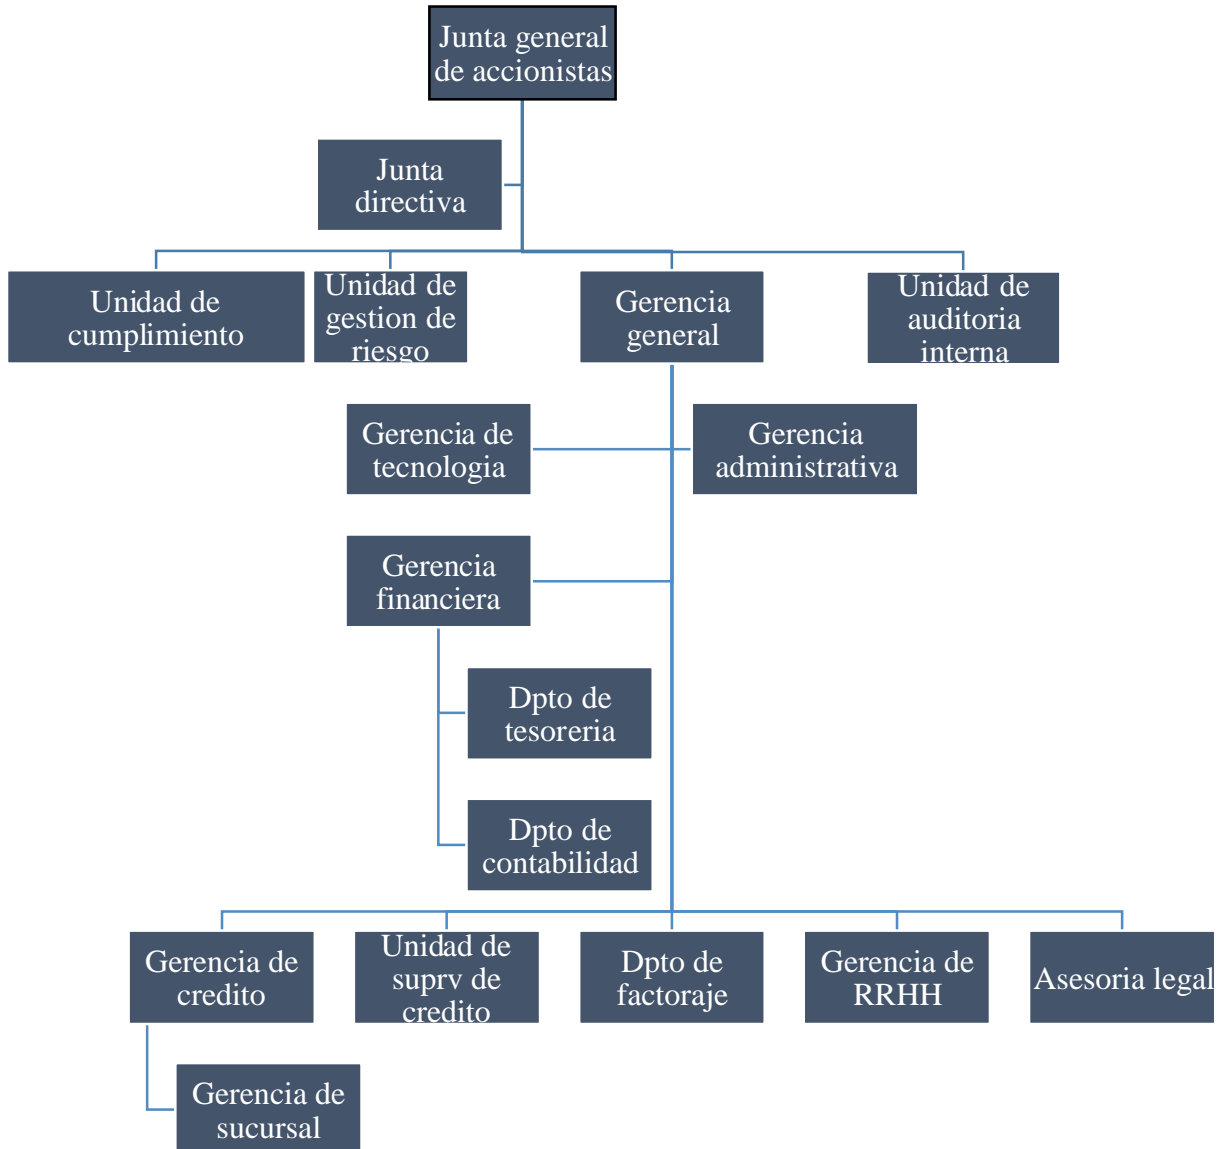 Junta general
de accionistas
Junta
directiva
Unidad de
cumplimiento
Unidad de
gestion de
riesgo
Gerencia
general
Unidad de
auditoria
interna
Gerencia de
tecnologia
Gerencia
administrativa
Gerencia
financiera
Dpto de
tesoreria
Dpto de
contabilidad
Gerencia de
credito
Unidad de
suprv de
credito
Dpto de
factoraje
Gerencia de
RRHH
Asesoria legal
Gerencia de
sucursal